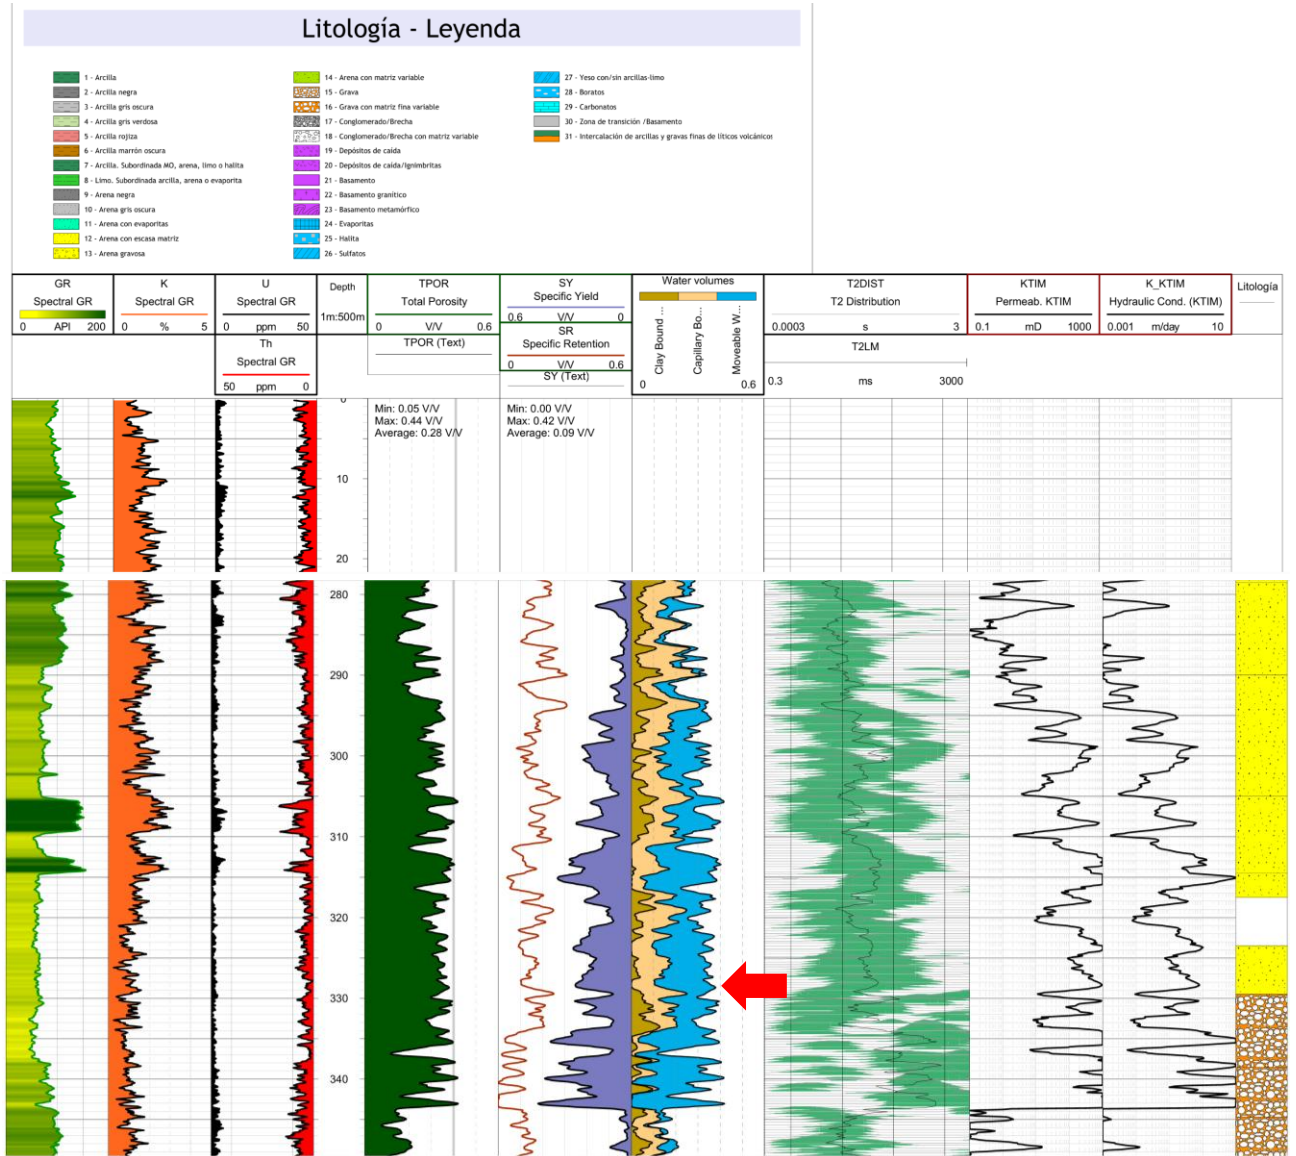 Litología - Leyenda
1 - Arcilla
2 - Arcilla negra
3 - Arcilla gris oscura
4 - Arcilla gris verdosa
5 - Arcilla rojiza
6 - Arcilla marrón oscura
7 - Arcilla. Subordinada MO, arena, limo o halita
8 - Limo. Subordinada arcilla, arena o evaporita
9 - Arena negra
10 - Arena gris oscura
11 - Arena con evaporitas
12 - Arena con escasa matriz
13 - Arena gravosa
14 - Arena con matriz variable
15 - Grava
16 - Grava con matriz fina variable
17 - Conglomerado/Brecha
18 - Conglomerado/Brecha con matriz variable
19 - Depósitos de caída
20 - Depósitos de caída/Ignimbritas
21 - Basamento
22 - Basamento granítico
23 - Basamento metamórfico
24 - Evaporitas
25 - Halita
26 - Sulfatos
27 - Yeso con/sin arcillas-limo
28 - Boratos
29 - Carbonatos
30 - Zona de transición /Basamento
31 - Intercalación de arcillas y gravas finas de líticos volcánicos
GR
Spectral GR
0 API 200
K
Spectral GR
0 % 5
U
Spectral GR
0 ppm 50
Th
Spectral GR
50 ppm 0
Depth
1m:500m
TPOR
Total Porosity
0 V/V 0.6
TPOR (Text)
SY
Specific Yield
0.6 V/V 0
SR
Specific Retention
0 V/V 0.6
SY (Text)
Water volumes
Clay Bound ...
Capillary Bo...
Moveable W...
0 0.6
T2DIST
T2 Distribution
0.0003 s 3
T2LM
0.3 ms 3000
KTIM
Permeab. KTIM
0.1 mD 1000
K_KTIM
Hydraulic Cond. (KTIM)
0.001 m/day 10
Litología
0
Min: 0.05 V/V
Max: 0.44 V/V
Average: 0.28 V/V
Min: 0.00 V/V
Max: 0.42 V/V
Average: 0.09 V/V
10
20
280
290
300
310
320
330
340